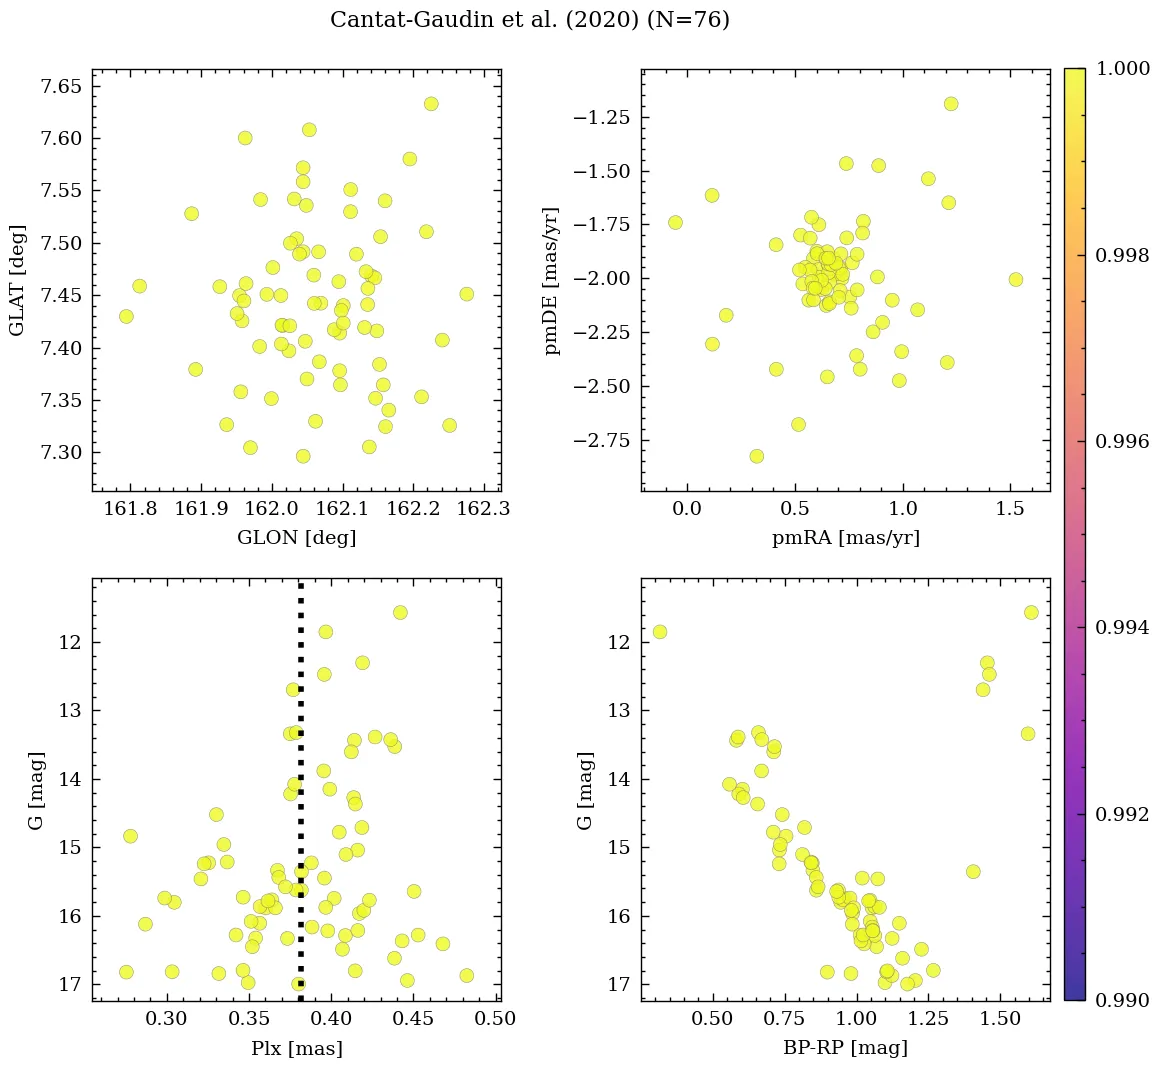 Cantat-Gaudin et al. (2020) (N=76)
7.65
7.60
7.55
7.50
7.45
7.40
7.35
7.30
GLAT [deg]
161.8 161.9 162.0 162.1 162.2 162.3
GLON [deg]
−1.25
−1.50
−1.75
−2.00
−2.25
−2.50
−2.75
pmDE [mas/yr]
0.0 0.5 1.0 1.5
pmRA [mas/yr]
12
13
14
15
16
17
G [mag]
0.30 0.35 0.40 0.45 0.50
Plx [mas]
12
13
14
15
16
17
G [mag]
0.50 0.75 1.00 1.25 1.50
BP-RP [mag]
1.000
0.998
0.996
0.994
0.992
0.990